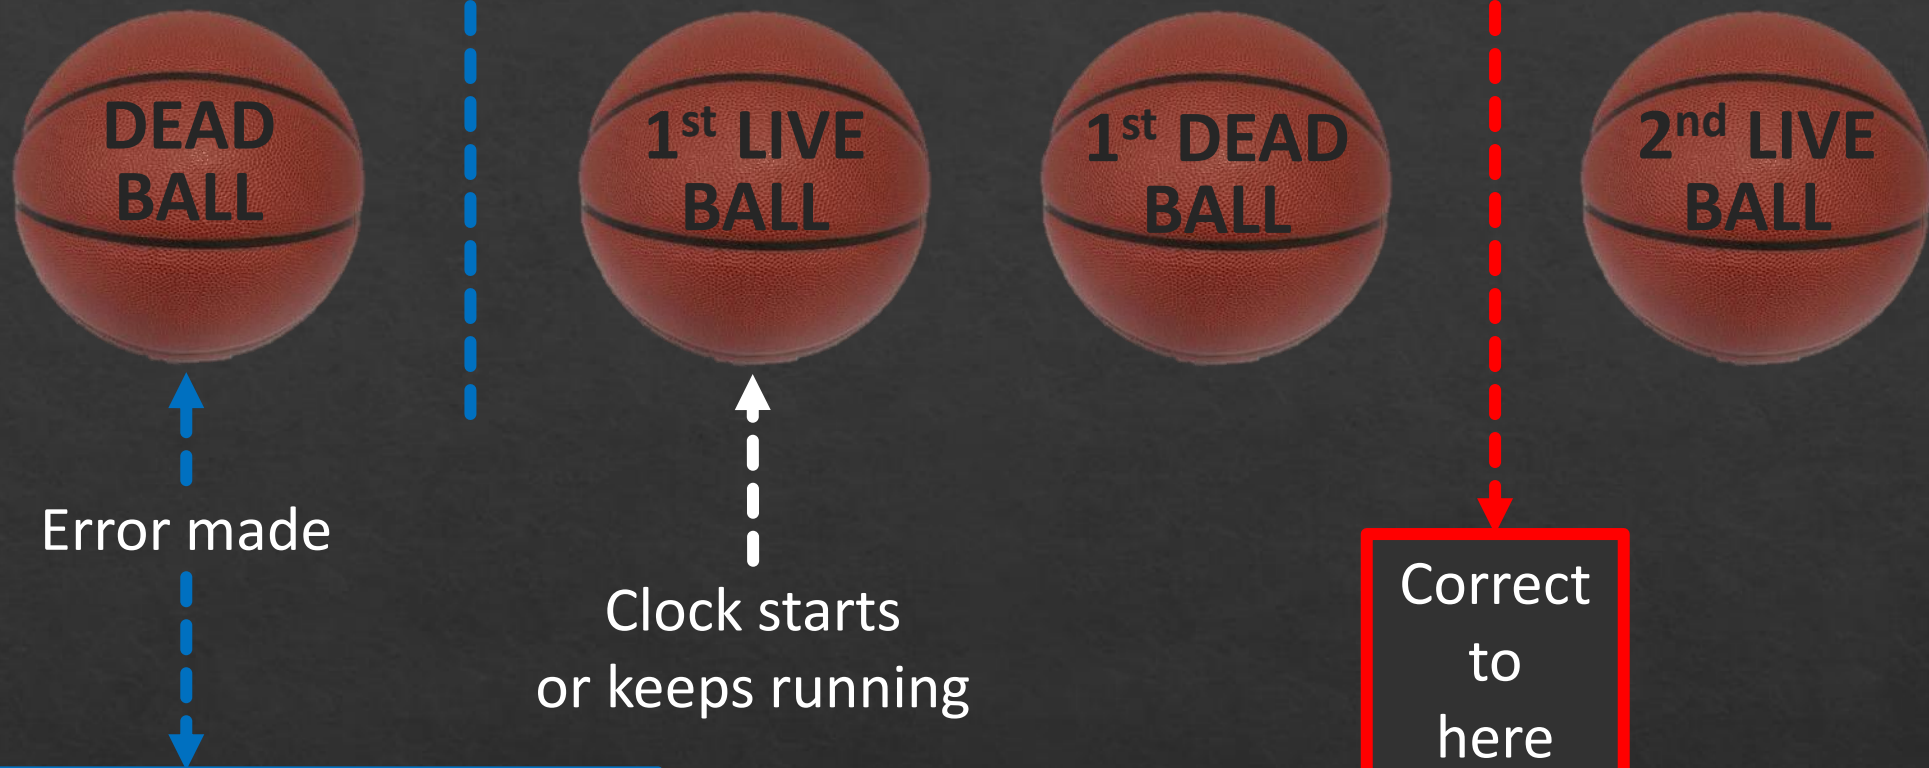 DEAD
BALL
1st LIVE
BALL
1st DEAD
BALL
2nd LIVE
BALL
Error made
Clock starts
or keeps running
Correct
to
here